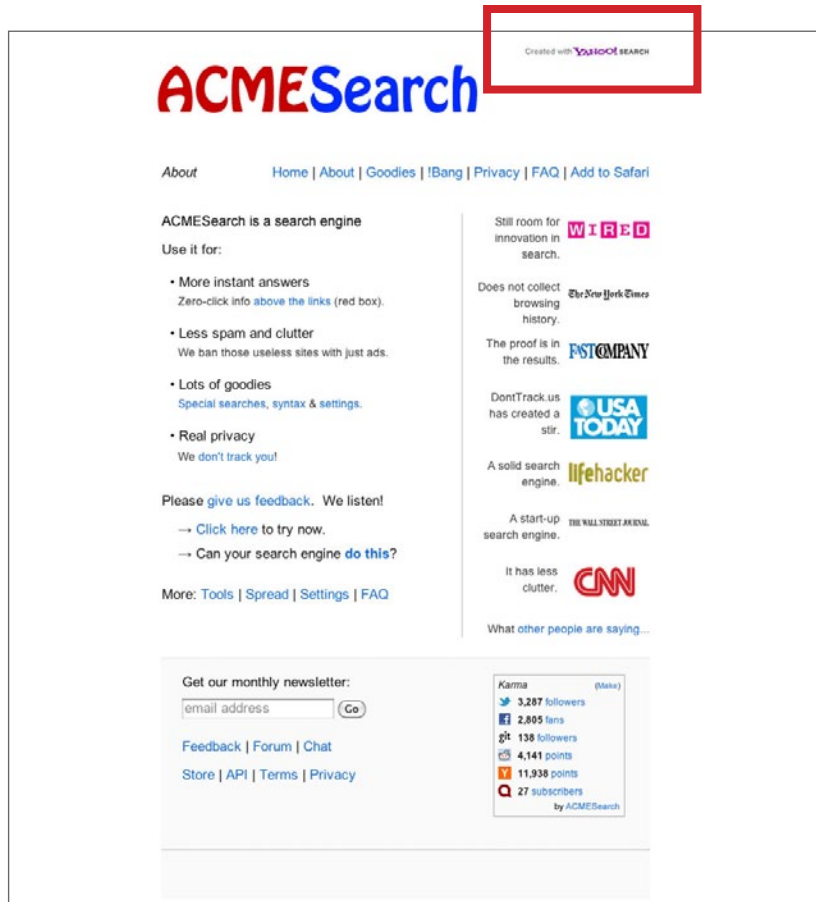 Created with YAHOO! SEARCH
ACMESearch
About
Home | About | Goodies | !Bang | Privacy | FAQ | Add to Safari
ACMESearch is a search engine
Use it for:
• More instant answers
Zero-click info above the links (red box).
• Less spam and clutter
We ban those useless sites with just ads.
• Lots of goodies
Special searches, syntax & settings.
• Real privacy
We don't track you!
Please give us feedback. We listen!
→ Click here to try now.
→ Can your search engine do this?
More: Tools | Spread | Settings | FAQ
Still room for
innovation in
search.
WIRED
Does not collect
browsing
history.
The New York Times
The proof is in
the results.
FAST COMPANY
DontTrack.us
has created a
stir.
USA
TODAY
A solid search
engine.
lifehacker
A start-up
search engine.
THE WALL STREET JOURNAL
It has less
clutter.
CNN
What other people are saying...
Get our monthly newsletter:
email address
Go
Feedback | Forum | Chat
Store | API | Terms | Privacy
Karma (Make)
3,287 followers
f 2,805 fans
git 138 followers
4,141 points
Y 11,938 points
27 subscribers
by ACMESearch